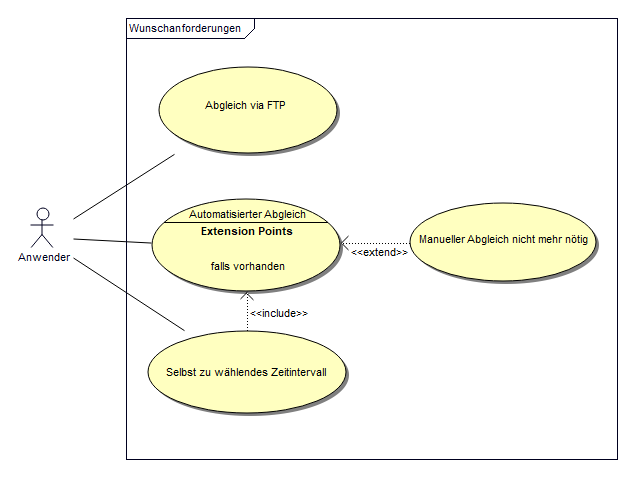 Wunschanforderungen
Abgleich via FTP
Automatisierter Abgleich
Extension Points
falls vorhanden
Manueller Abgleich nicht mehr nötig
<<extend>>
Anwender
<<include>>
Selbst zu wählendes Zeitintervall